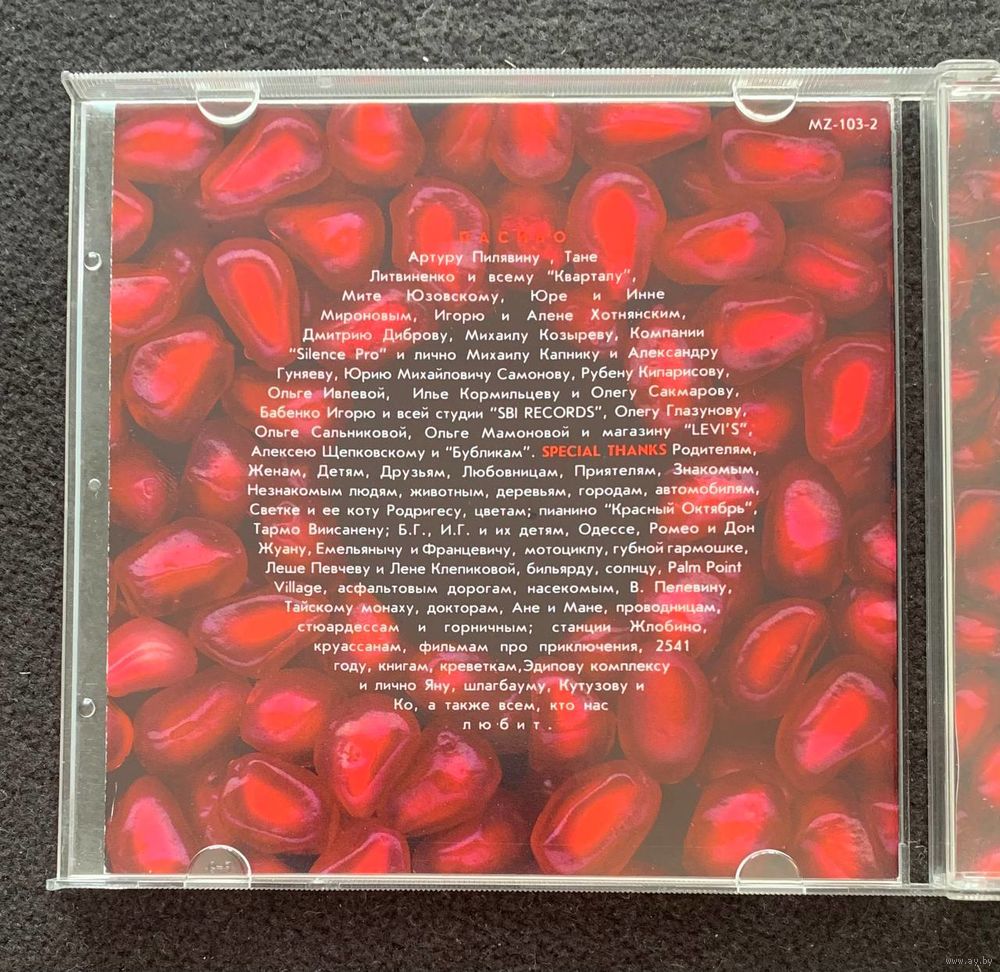 MZ-103-2
Артуру Пилявину , Тане
Литвиненко и всему "Кварталу",
Мите Юзовскому, Юре и Инне
Мироновым, Игорю и Алене Хотнянским,
Дмитрию Диброву, Михаилу Козыреву, Компании
"Silence Pro" и лично Михаилу Капнику и Александру
Гуняеву, Юрию Михайловичу Самонову, Рубену Кипарисову,
Ольге Ивлевой, Илье Кормильцеву и Олегу Сакмарову,
Бабенко Игорю и всей студии "SBI RECORDS", Олегу Глазунову,
Ольге Сальниковой, Ольге Мамоновой и магазину "LEVI'S",
Алексею Щепковскому и "Бубликам". SPECIAL THANKS Родителям,
Женам, Детям, Друзьям, Любовницам, Приятелям, Знакомым,
Незнакомым людям, животным, деревьям, городам, автомобилям,
Светке и ее коту Родригесу, цветам; пианино "Красный Октябрь",
Тармо Виисанену; Б.Г., И.Г. и их детям, Одессе, Ромео и Дон
Жуану, Емельянычу и Францевичу, мотоциклу, губной гармошке,
Леше Певчеву и Лене Клепиковой, бильярду, солнцу, Palm Point
Village, асфальтовым дорогам, насекомым, В. Пелевину,
Тайскому монаху, докторам, Ане и Мане, проводницам,
стюардессам и горничным; станции Жлобино,
круассанам, фильмам про приключения, 2541
году, книгам, креветкам,Эдипову комплексу
и лично Яну, шлагбауму, Кутузову и
Ко, а также всем, кто нас
любит.
www.ay.by